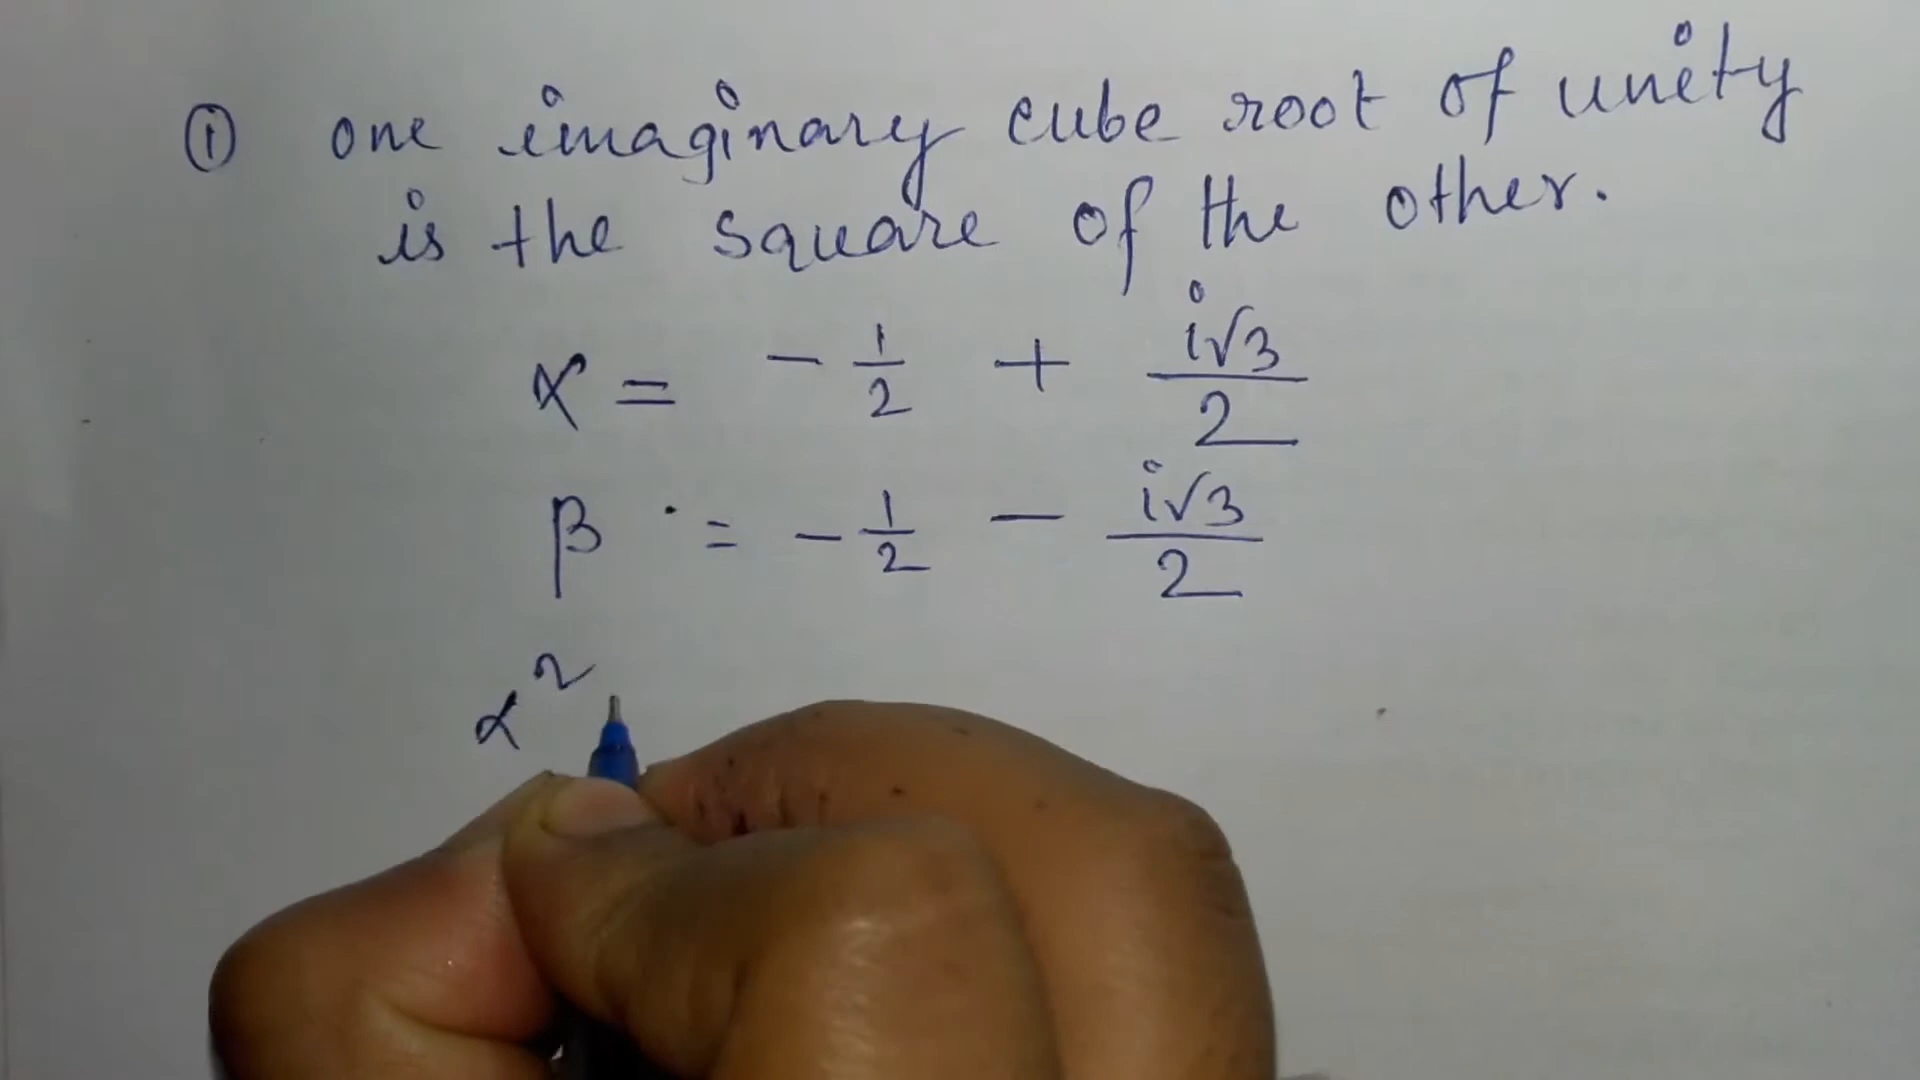 ① one imaginary cube root of unity
is the square of the other.
α = - 1/2 + i√3/2
β = - 1/2 - i√3/2
α²